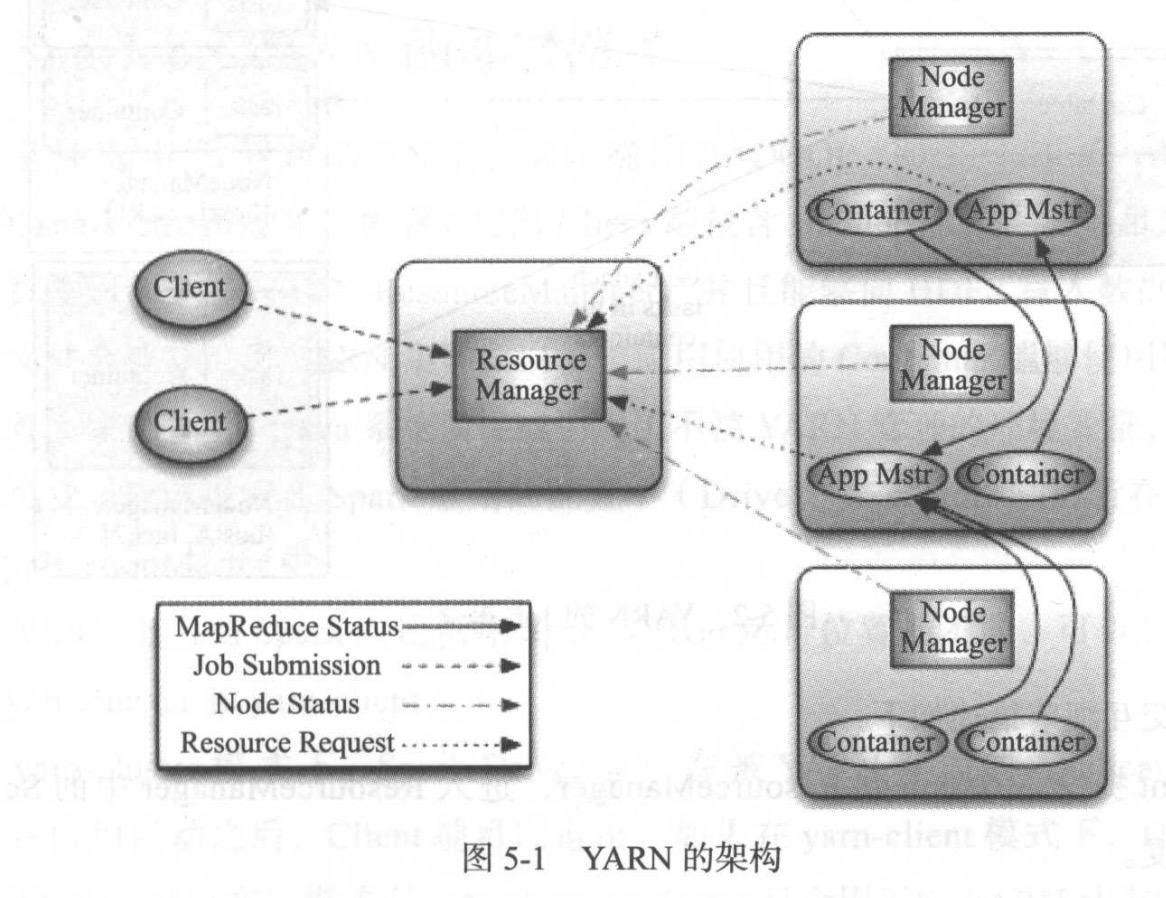 Node
Manager
Container
App Mstr
Client
Client
Resource
Manager
Node
Manager
App Mstr
Container
Node
Manager
Container
Container
MapReduce Status
Job Submission
Node Status
Resource Request
图 5-1 YARN 的架构